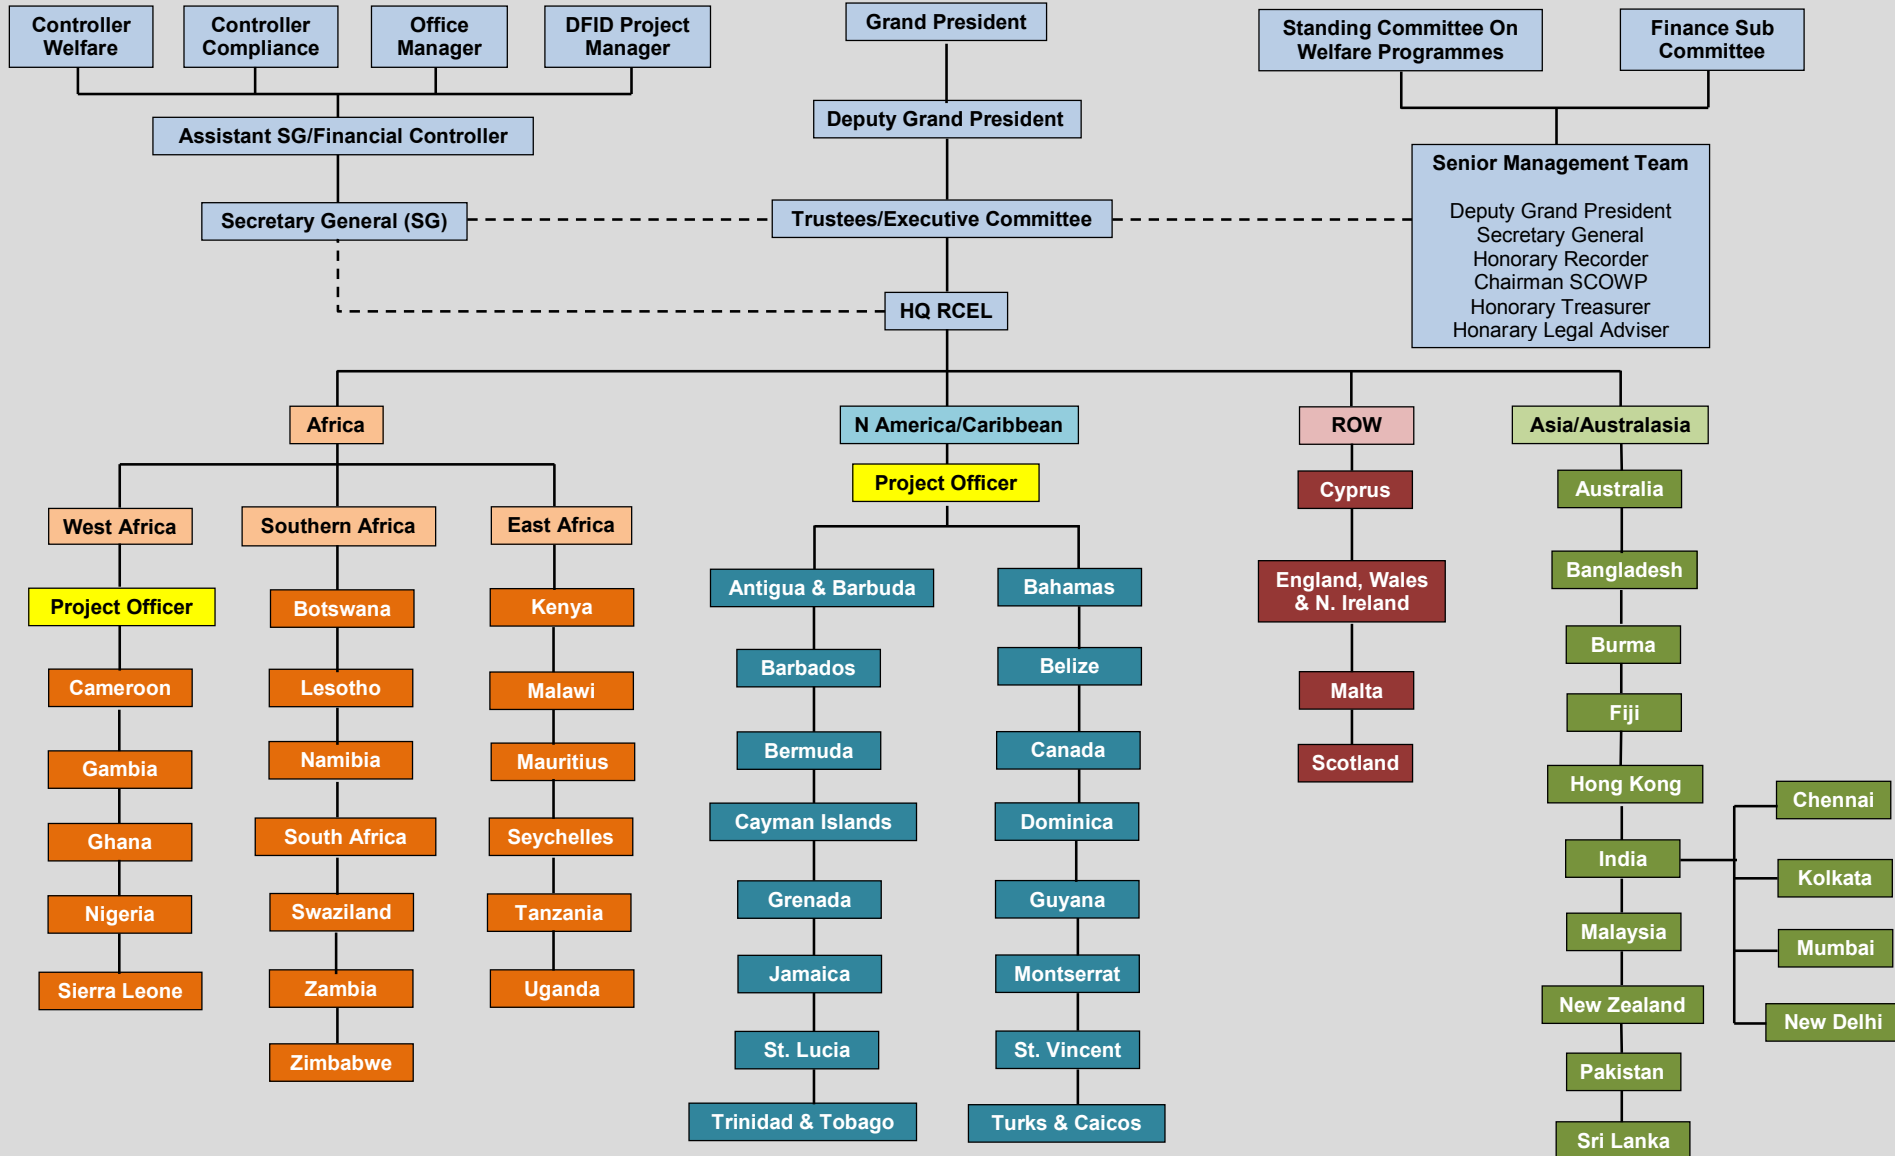 Controller
Welfare
Controller
Compliance
Office
Manager
DFID Project
Manager
Grand President
Standing Committee On
Welfare Programmes
Finance Sub
Committee
Assistant SG/Financial Controller
Deputy Grand President
Senior Management Team
Deputy Grand President
Secretary General
Honorary Recorder
Chairman SCOWP
Honorary Treasurer
Honarary Legal Adviser
Secretary General (SG)
Trustees/Executive Committee
HQ RCEL
Africa
N America/Caribbean
ROW
Asia/Australasia
West Africa
Southern Africa
East Africa
Project Officer
Cameroon
Gambia
Ghana
Nigeria
Sierra Leone
Botswana
Lesotho
Namibia
South Africa
Swaziland
Zambia
Zimbabwe
Kenya
Malawi
Mauritius
Seychelles
Tanzania
Uganda
Project Officer
Antigua & Barbuda
Barbados
Bermuda
Cayman Islands
Grenada
Jamaica
St. Lucia
Trinidad & Tobago
Bahamas
Belize
Canada
Dominica
Guyana
Montserrat
St. Vincent
Turks & Caicos
Cyprus
England, Wales
& N. Ireland
Malta
Scotland
Australia
Bangladesh
Burma
Fiji
Hong Kong
India
Malaysia
New Zealand
Pakistan
Sri Lanka
Chennai
Kolkata
Mumbai
New Delhi